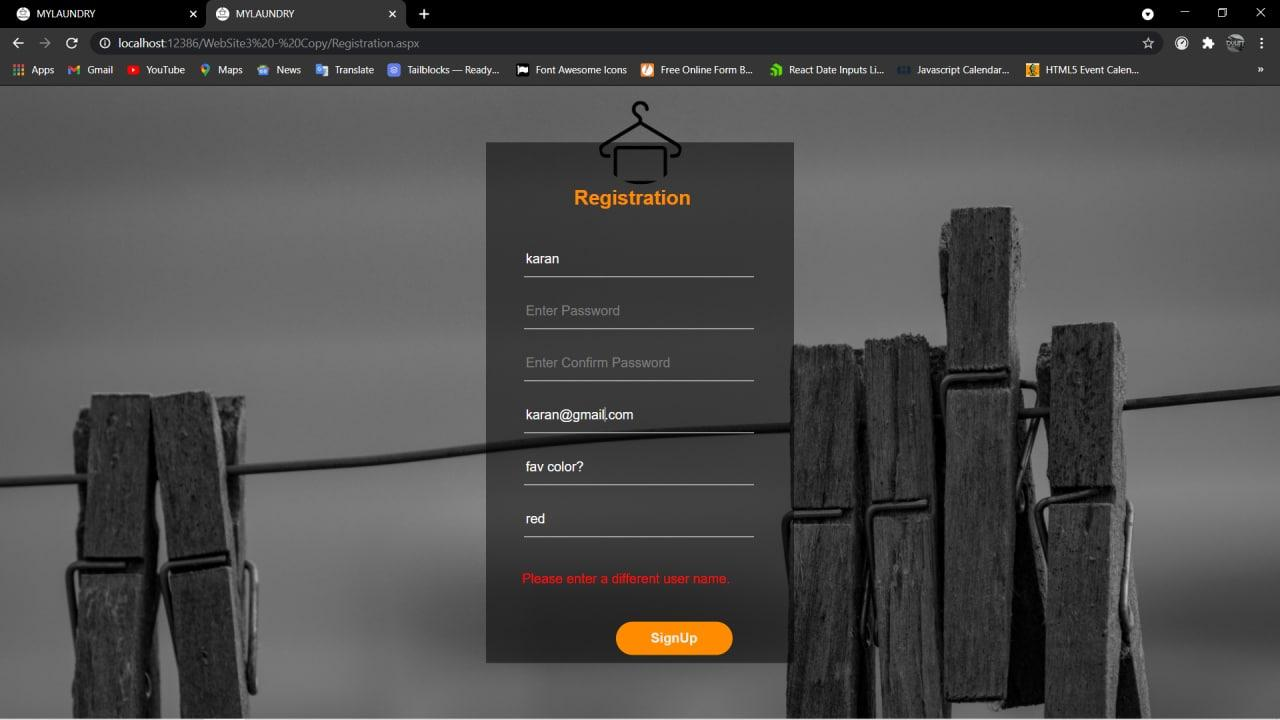 MYLAUNDRY
MYLAUNDRY
localhost:12386/WebSite3%20-%20Copy/Registration.aspx
Apps Gmail YouTube Maps News Translate Tailblocks — Ready... Font Awesome Icons Free Online Form B... React Date Inputs Li... Javascript Calendar... HTML5 Event Calen... »
Registration
karan
Enter Password
Enter Confirm Password
karan@gmail.com
fav color?
red
Please enter a different user name.
SignUp